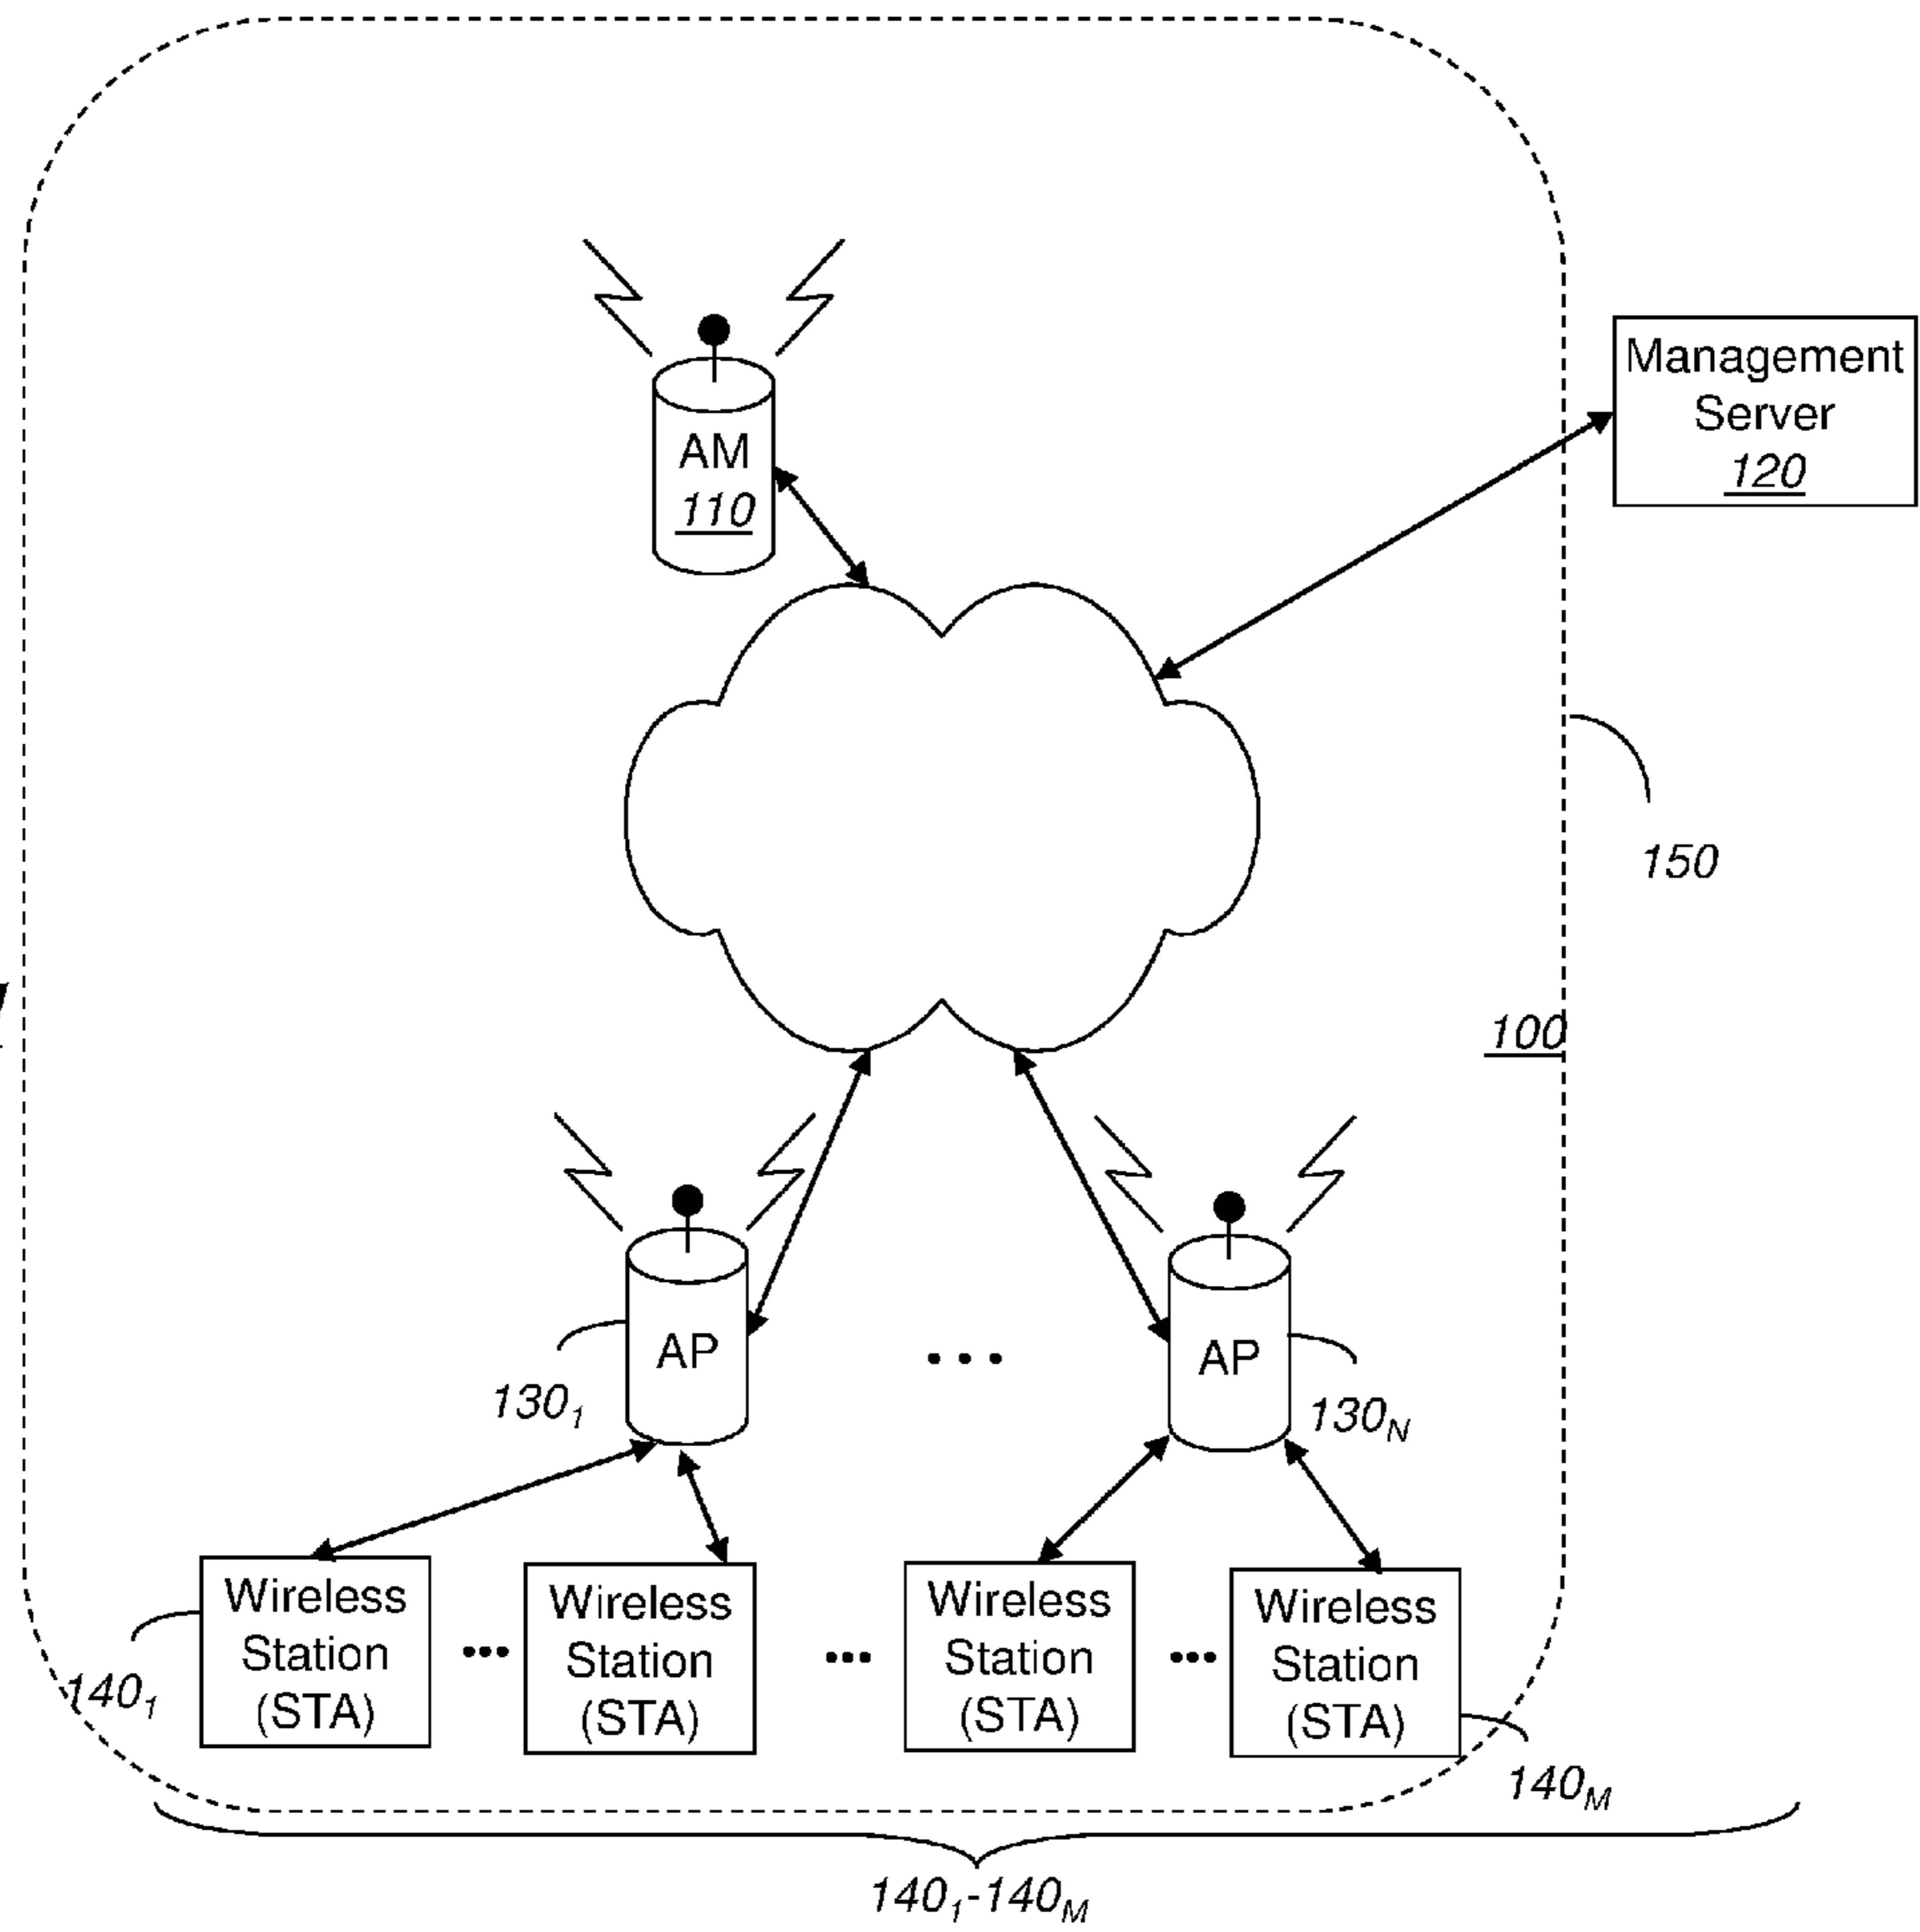 Management
Server
120
AM
110
150
100
AP
AP
130₁
130N
Wireless
Station
(STA)
Wireless
Station
(STA)
Wireless
Station
(STA)
Wireless
Station
(STA)
140₁
140M
140₁-140M